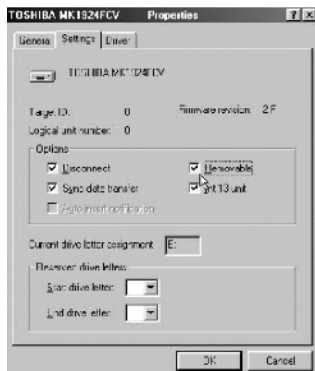 TOSHIBA MK1924FCV Properties
General Settings Driver
TOSHIBA MK1924FCV
Target ID: 0 Firmware revision: 2.F
Logical unit number: 0
Options
Disconnect Removable
Sync data transfer Int 13 unit
Auto insert notification
Current drive letter assignment: E:
Reserved drive letters
Start drive letter:
End drive letter:
OK Cancel